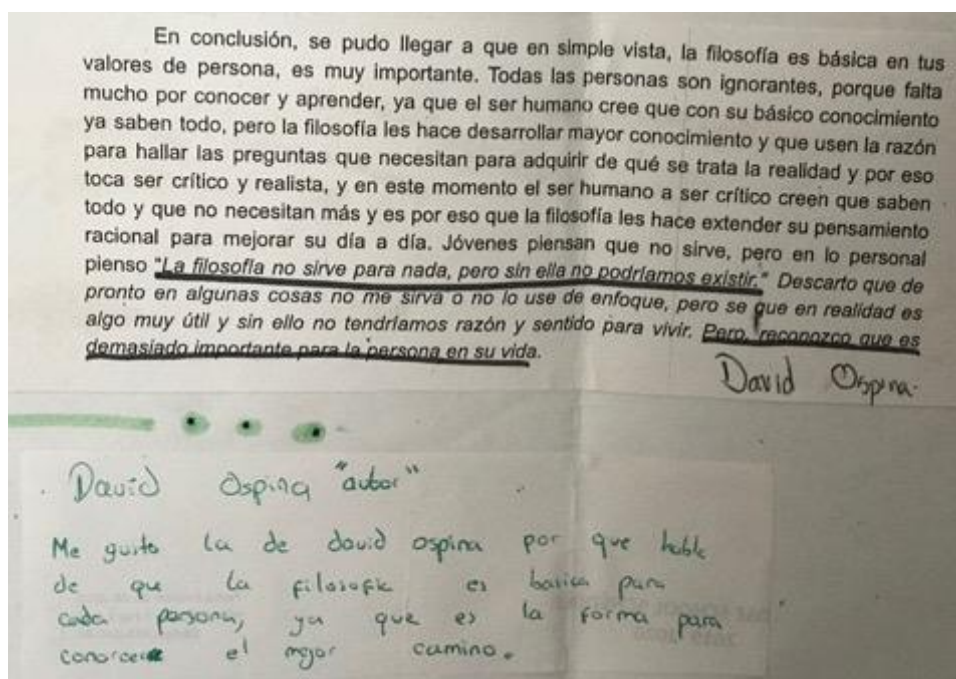 En conclusión, se pudo llegar a que en simple vista, la filosofía es básica en tus
valores de persona, es muy importante. Todas las personas son ignorantes, porque falta
mucho por conocer y aprender, ya que el ser humano cree que con su básico conocimiento
ya saben todo, pero la filosofía les hace desarrollar mayor conocimiento y que usen la razón
para hallar las preguntas que necesitan para adquirir de qué se trata la realidad y por eso
toca ser crítico y realista, y en este momento el ser humano a ser crítico creen que saben
todo y que no necesitan más y es por eso que la filosofía les hace extender su pensamiento
racional para mejorar su día a día. Jóvenes piensan que no sirve, pero en lo personal
pienso "La filosofía no sirve para nada, pero sin ella no podríamos existir." Descarto que de
pronto en algunas cosas no me sirva o no lo use de enfoque, pero se que en realidad es
algo muy útil y sin ello no tendríamos razón y sentido para vivir. Pero, reconozco que es
demasiado importante para la persona en su vida.
David Ospina.
David Ospina "autor"
Me gusto la de david ospina por que hable
de que la filosofia es basica para
cada persona, ya que es la forma para
conorcer el mejor camino.